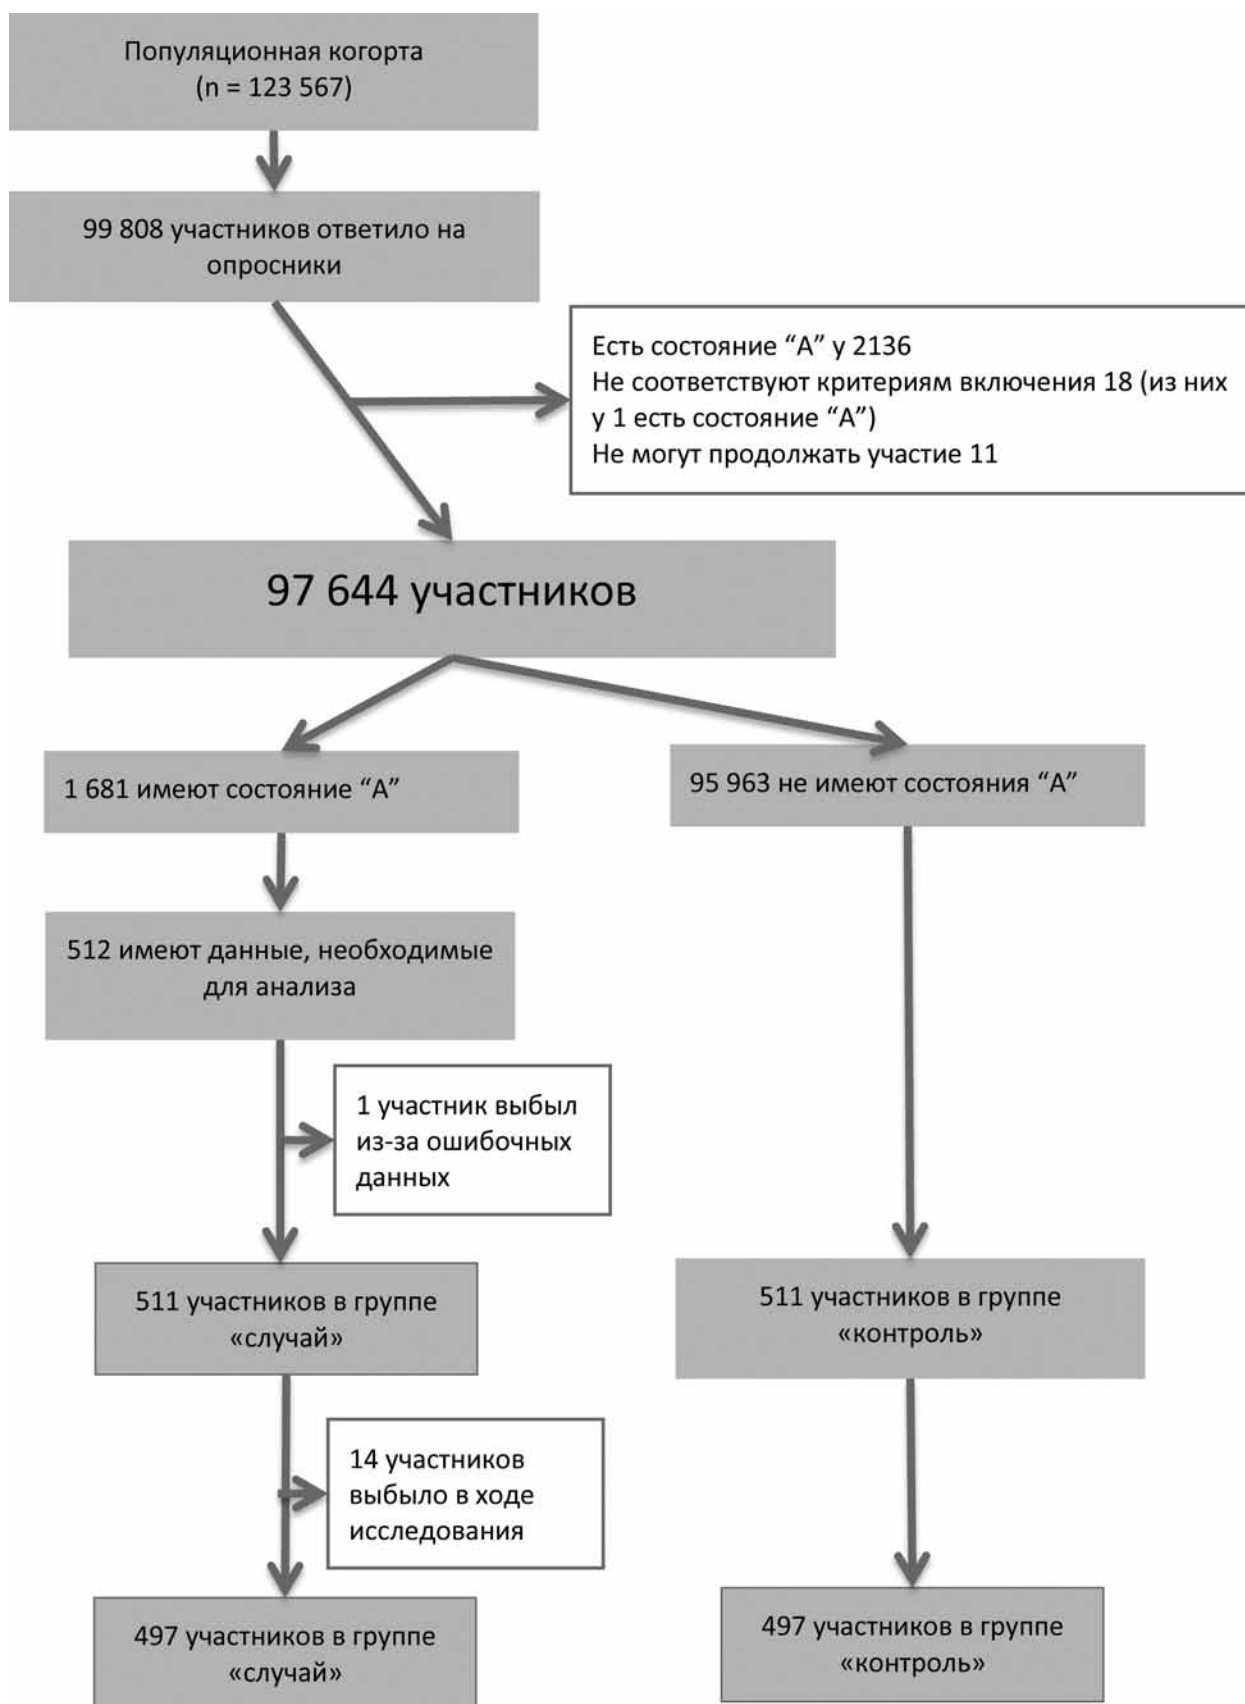 Популяционная когорта
(n = 123 567)
99 808 участников ответило на
опросники
Есть состояние “А” у 2136
Не соответствуют критериям включения 18 (из них
у 1 есть состояние “А”)
Не могут продолжать участие 11
97 644 участников
1 681 имеют состояние “А”
95 963 не имеют состояния “А”
512 имеют данные, необходимые
для анализа
1 участник выбыл
из-за ошибочных
данных
511 участников в группе
«случай»
511 участников в группе
«контроль»
14 участников
выбыло в ходе
исследования
497 участников в группе
«случай»
497 участников в группе
«контроль»